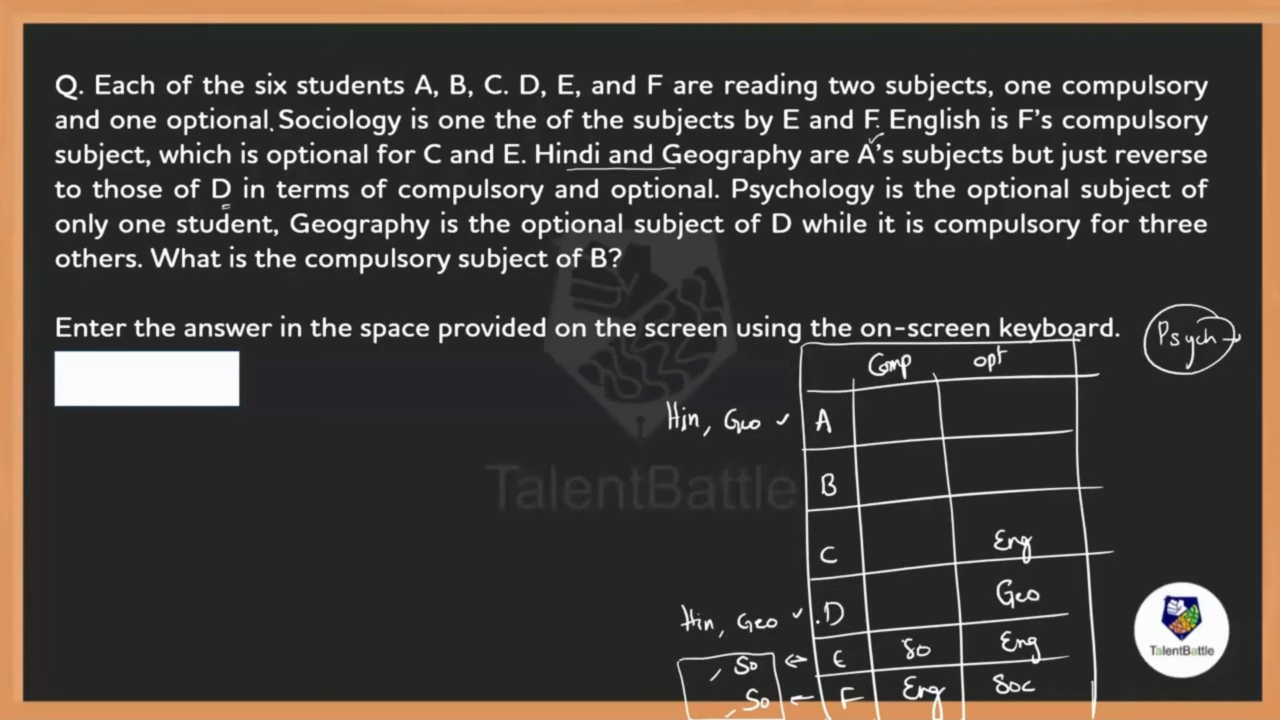 Q. Each of the six students A, B, C. D, E, and F are reading two subjects, one compulsory
and one optional. Sociology is one the of the subjects by E and F. English is F's compulsory
subject, which is optional for C and E. Hindi and Geography are A's subjects but just reverse
to those of D in terms of compulsory and optional. Psychology is the optional subject of
only one student, Geography is the optional subject of D while it is compulsory for three
others. What is the compulsory subject of B?
Enter the answer in the space provided on the screen using the on-screen keyboard.
Psych
Comp opt
Hin, Geo A
B
TalentBattle
C Eng
Hin, Geo .D Geo
, So E So Eng
, So F Eng Soc
TalentBattle